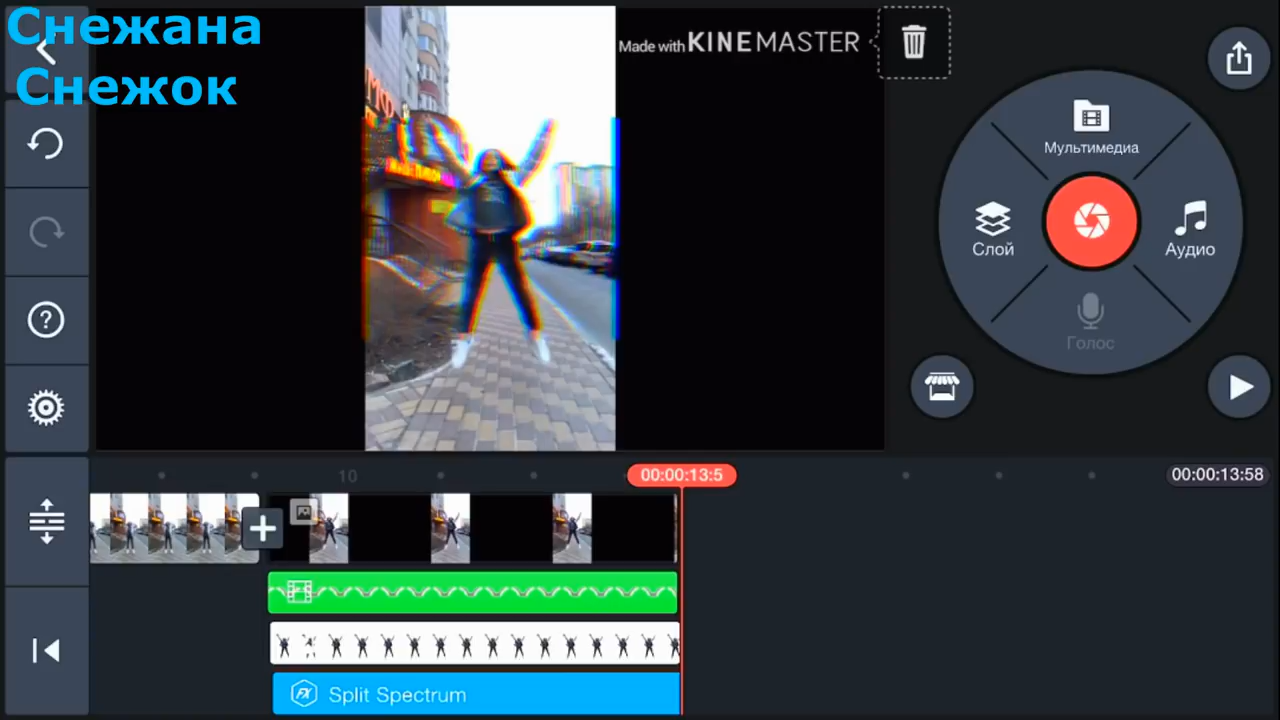 Снежана
Снежок
Made with KINEMASTER
Мультимедиа
Слой
Аудио
Голос
10
00:00:13:5
00:00:13:58
FX Split Spectrum